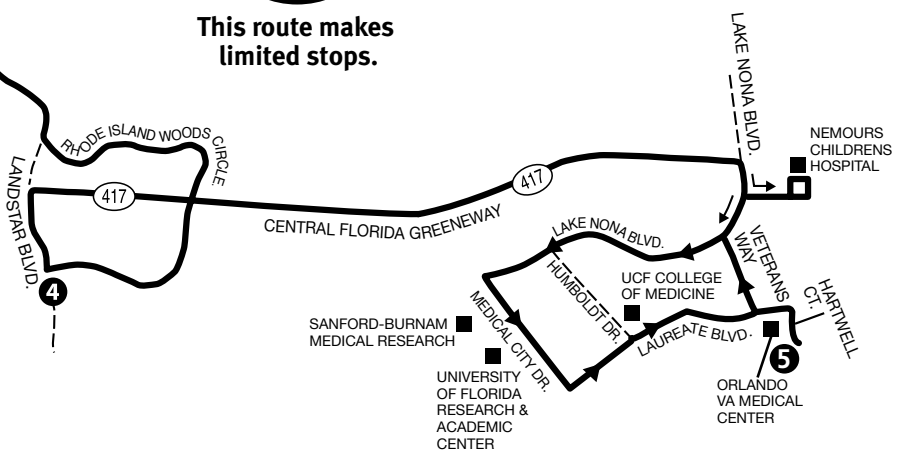 This route makes
limited stops.
LAKE NONA BLVD.
RHODE ISLAND WOODS CIRCLE
NEMOURS
CHILDRENS
HOSPITAL
LANDSTAR BLVD.
417
417
CENTRAL FLORIDA GREENEWAY
LAKE NONA BLVD.
VETERANS
WAY
HUMBOLDT DR.
UCF COLLEGE
OF MEDICINE
HARTWELL
CT.
4
MEDICAL CITY DR.
SANFORD-BURNAM
MEDICAL RESEARCH
LAUREATE BLVD.
5
UNIVERSITY
OF FLORIDA
RESEARCH &
ACADEMIC
CENTER
ORLANDO
VA MEDICAL
CENTER